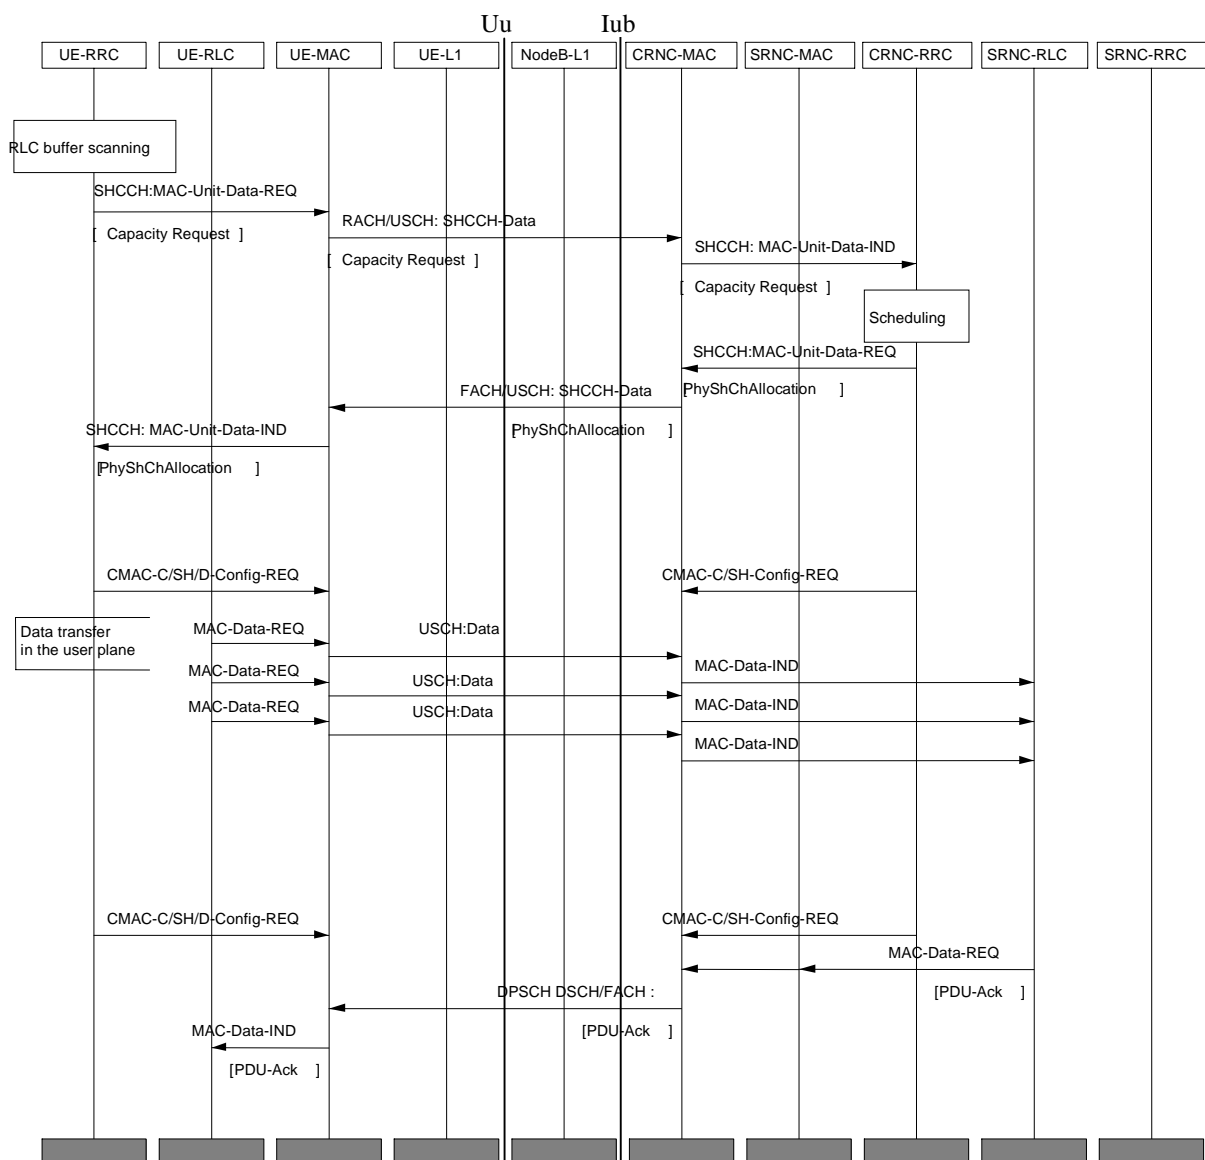 Uu Iub
UE-RRC UE-RLC UE-MAC UE-L1 NodeB-L1 CRNC-MAC SRNC-MAC CRNC-RRC SRNC-RLC SRNC-RRC
RLC buffer scanning
SHCCH:MAC-Unit-Data-REQ
[ Capacity Request ]
RACH/USCH: SHCCH-Data
[ Capacity Request ]
SHCCH: MAC-Unit-Data-IND
[ Capacity Request ]
Scheduling
SHCCH:MAC-Unit-Data-REQ
[PhyShChAllocation ]
FACH/USCH: SHCCH-Data
[PhyShChAllocation ]
SHCCH: MAC-Unit-Data-IND
[PhyShChAllocation ]
CMAC-C/SH/D-Config-REQ CMAC-C/SH-Config-REQ
Data transfer
in the user plane
MAC-Data-REQ USCH:Data
MAC-Data-IND
MAC-Data-REQ USCH:Data
MAC-Data-IND
MAC-Data-REQ USCH:Data
MAC-Data-IND
CMAC-C/SH/D-Config-REQ CMAC-C/SH-Config-REQ
MAC-Data-REQ
[PDU-Ack ]
DPSCH DSCH/FACH :
[PDU-Ack ]
MAC-Data-IND
[PDU-Ack ]